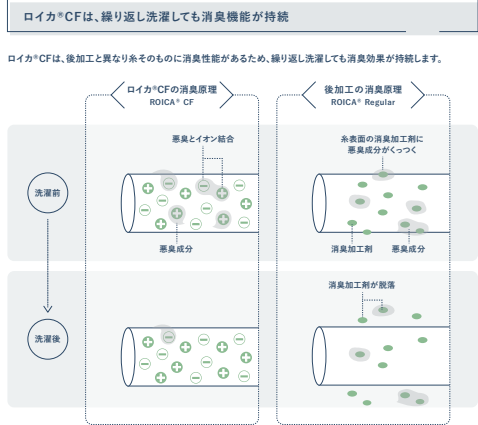 ロイカ®CFは、繰り返し洗濯しても消臭機能が持続
ロイカ®CFは、後加工と異なり糸そのものに消臭性能があるため、繰り返し洗濯しても消臭効果が持続します。
ロイカ®CFの消臭原理
ROICA® CF
後加工の消臭原理
ROICA® Regular
洗濯前
悪臭とイオン結合
悪臭成分
糸表面の消臭加工剤に
悪臭成分がくっつく
消臭加工剤
悪臭成分
洗濯後
消臭加工剤が脱落